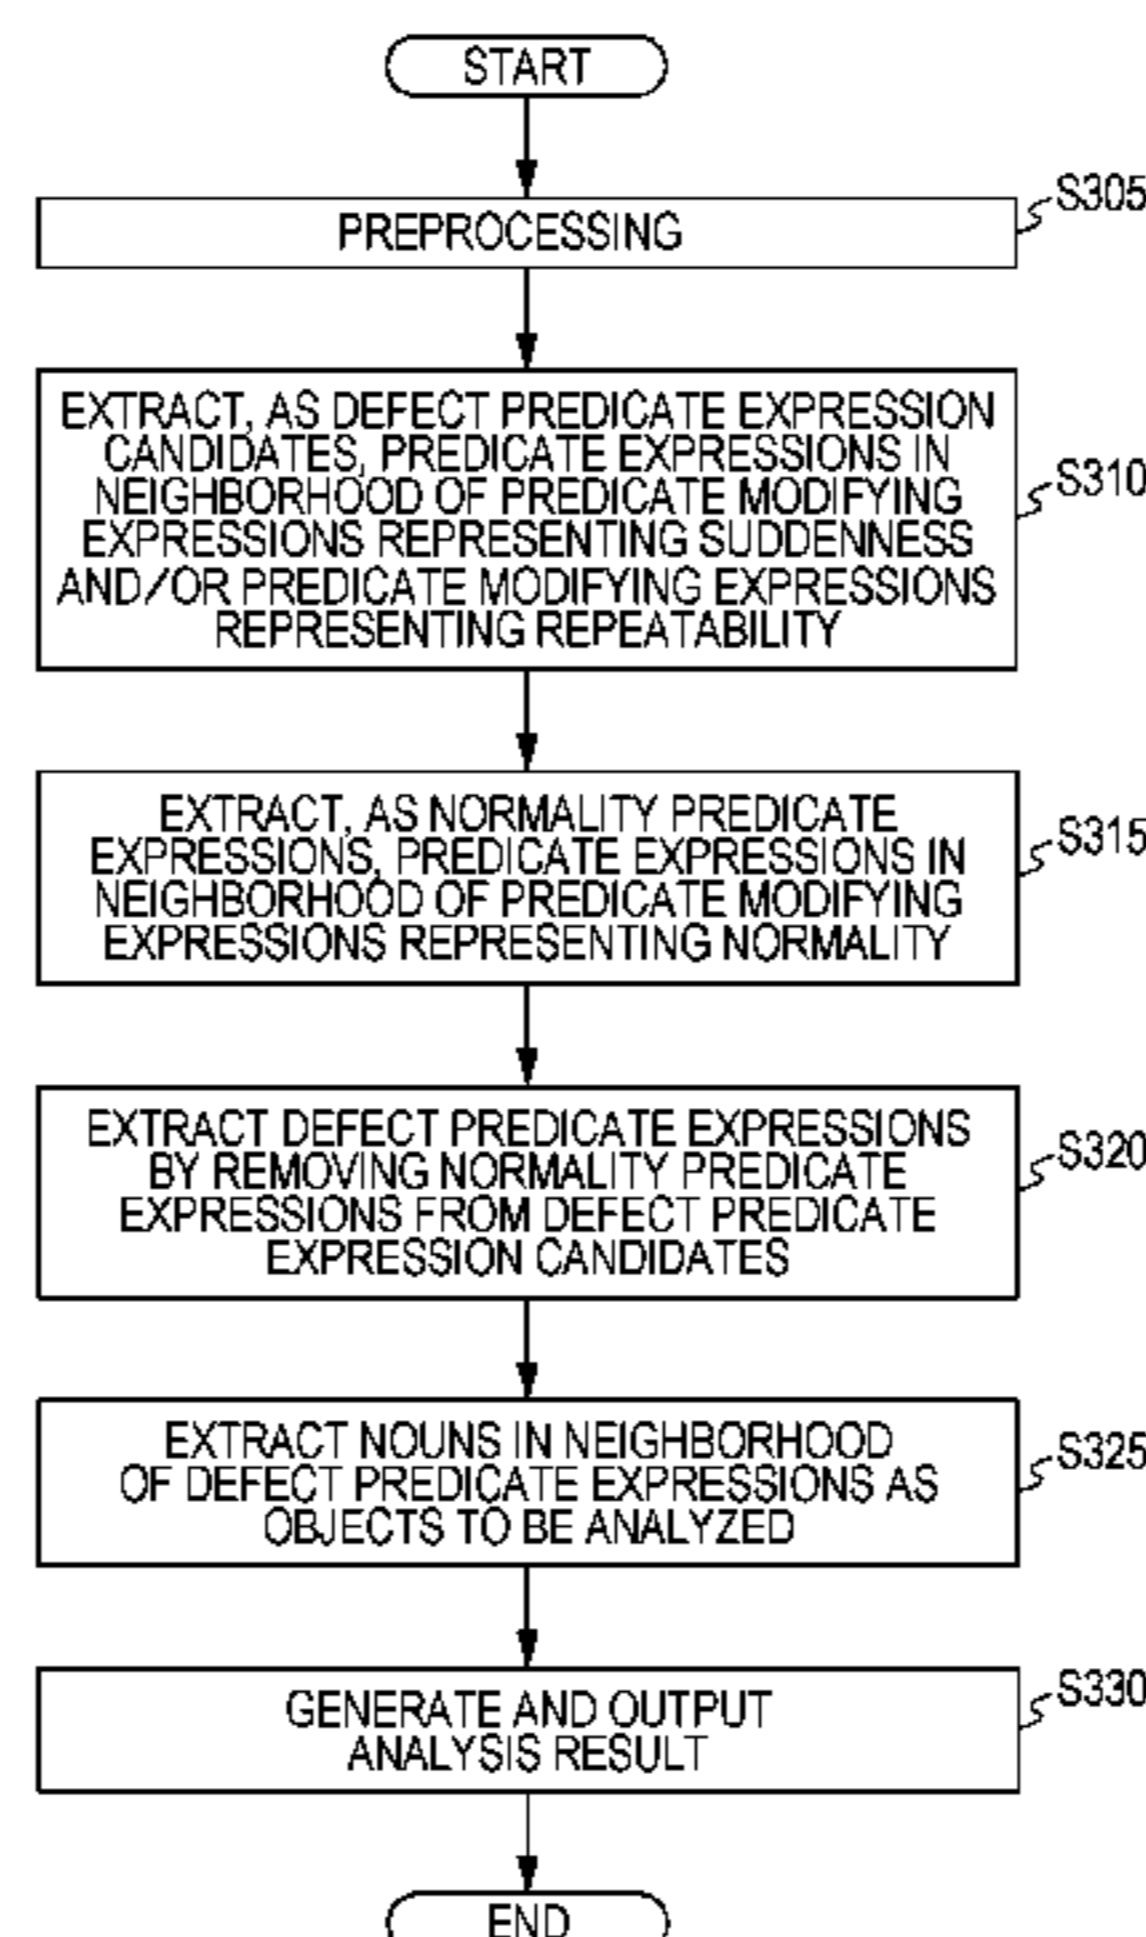 START
PREPROCESSING
S305
EXTRACT, AS DEFECT PREDICATE EXPRESSION
CANDIDATES, PREDICATE EXPRESSIONS IN
NEIGHBORHOOD OF PREDICATE MODIFYING
EXPRESSIONS REPRESENTING SUDDENNESS
AND/OR PREDICATE MODIFYING EXPRESSIONS
REPRESENTING REPEATABILITY
S310
EXTRACT, AS NORMALITY PREDICATE
EXPRESSIONS, PREDICATE EXPRESSIONS IN
NEIGHBORHOOD OF PREDICATE MODIFYING
EXPRESSIONS REPRESENTING NORMALITY
S315
EXTRACT DEFECT PREDICATE EXPRESSIONS
BY REMOVING NORMALITY PREDICATE
EXPRESSIONS FROM DEFECT PREDICATE
EXPRESSION CANDIDATES
S320
EXTRACT NOUNS IN NEIGHBORHOOD
OF DEFECT PREDICATE EXPRESSIONS AS
OBJECTS TO BE ANALYZED
S325
GENERATE AND OUTPUT
ANALYSIS RESULT
S330
END